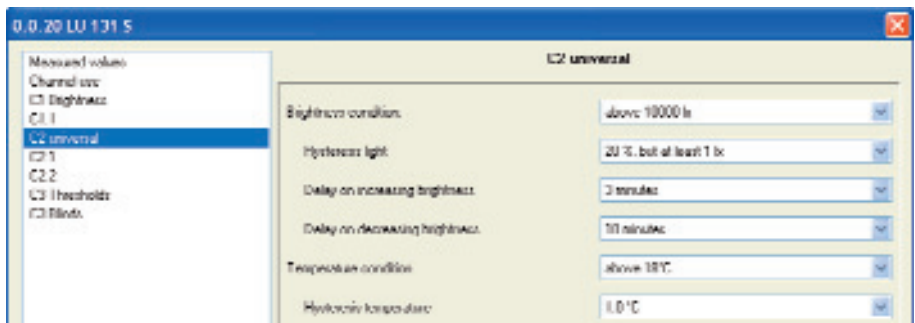 0.0.20 LU 131 S
Measured values
Channel use
C1 Brightness
C1.1
C2 universal
C2.1
C2.2
C3 Thresholds
C3 Blinds
C2 universal
Brightness condition: above 10000 lx
Hysteresis light 20 %, but at least 1 lx
Delay on increasing brightness 3 minutes
Delay on decreasing brightness 10 minutes
Temperature condition above 18°C
Hysteresis temperature 1.0 °C